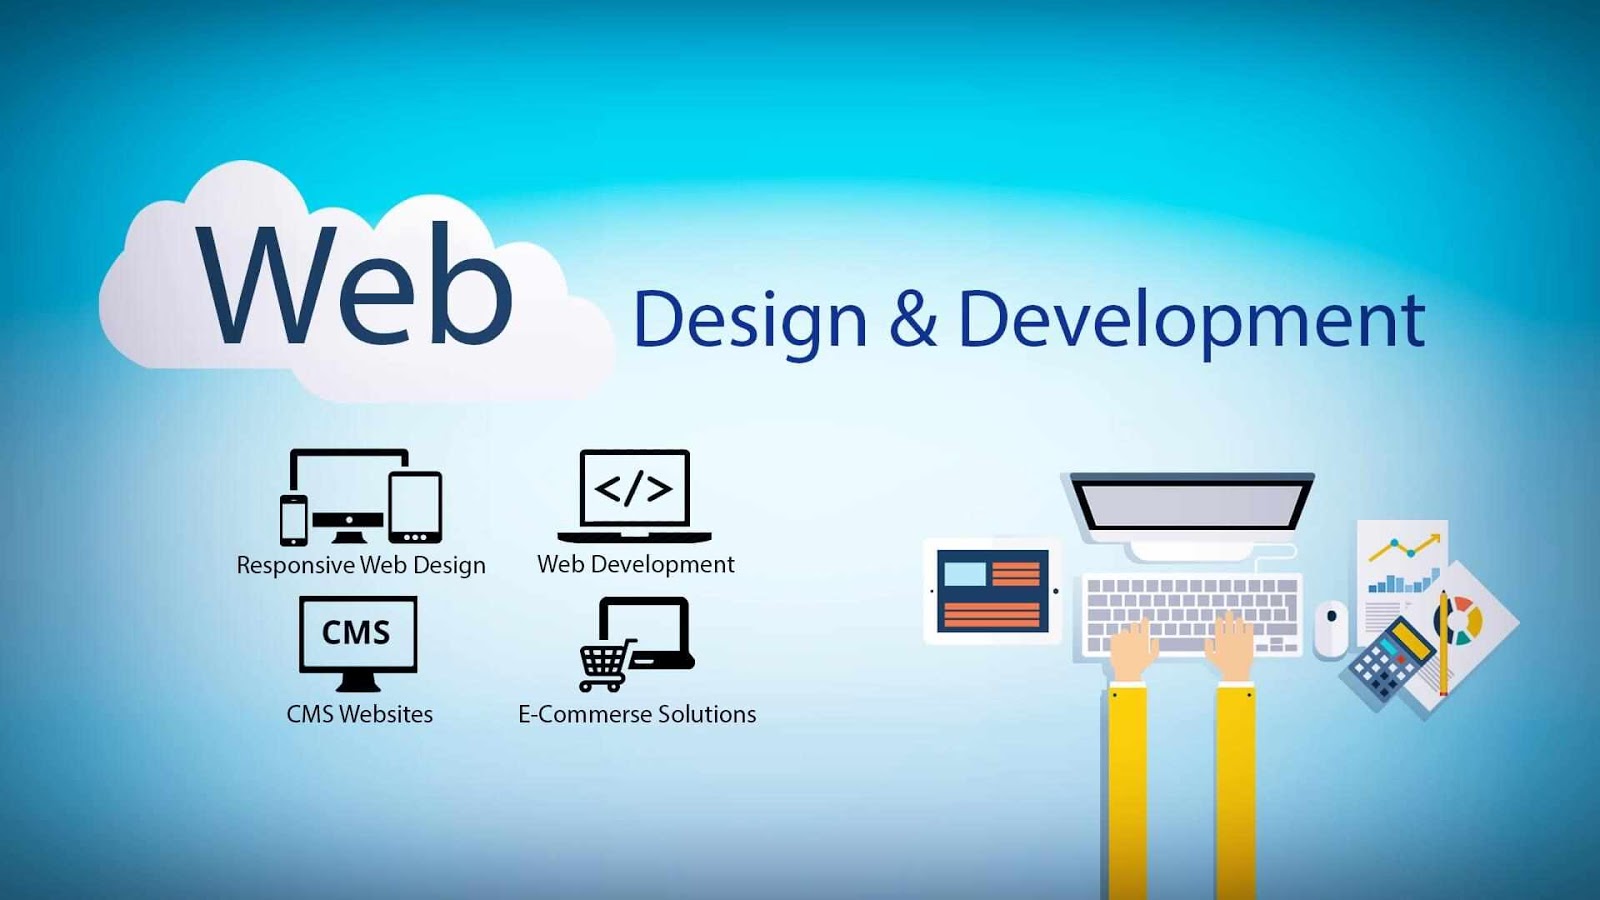 Web
Design & Development
</>
Responsive Web Design
Web Development
CMS
CMS Websites
E-Commerse Solutions